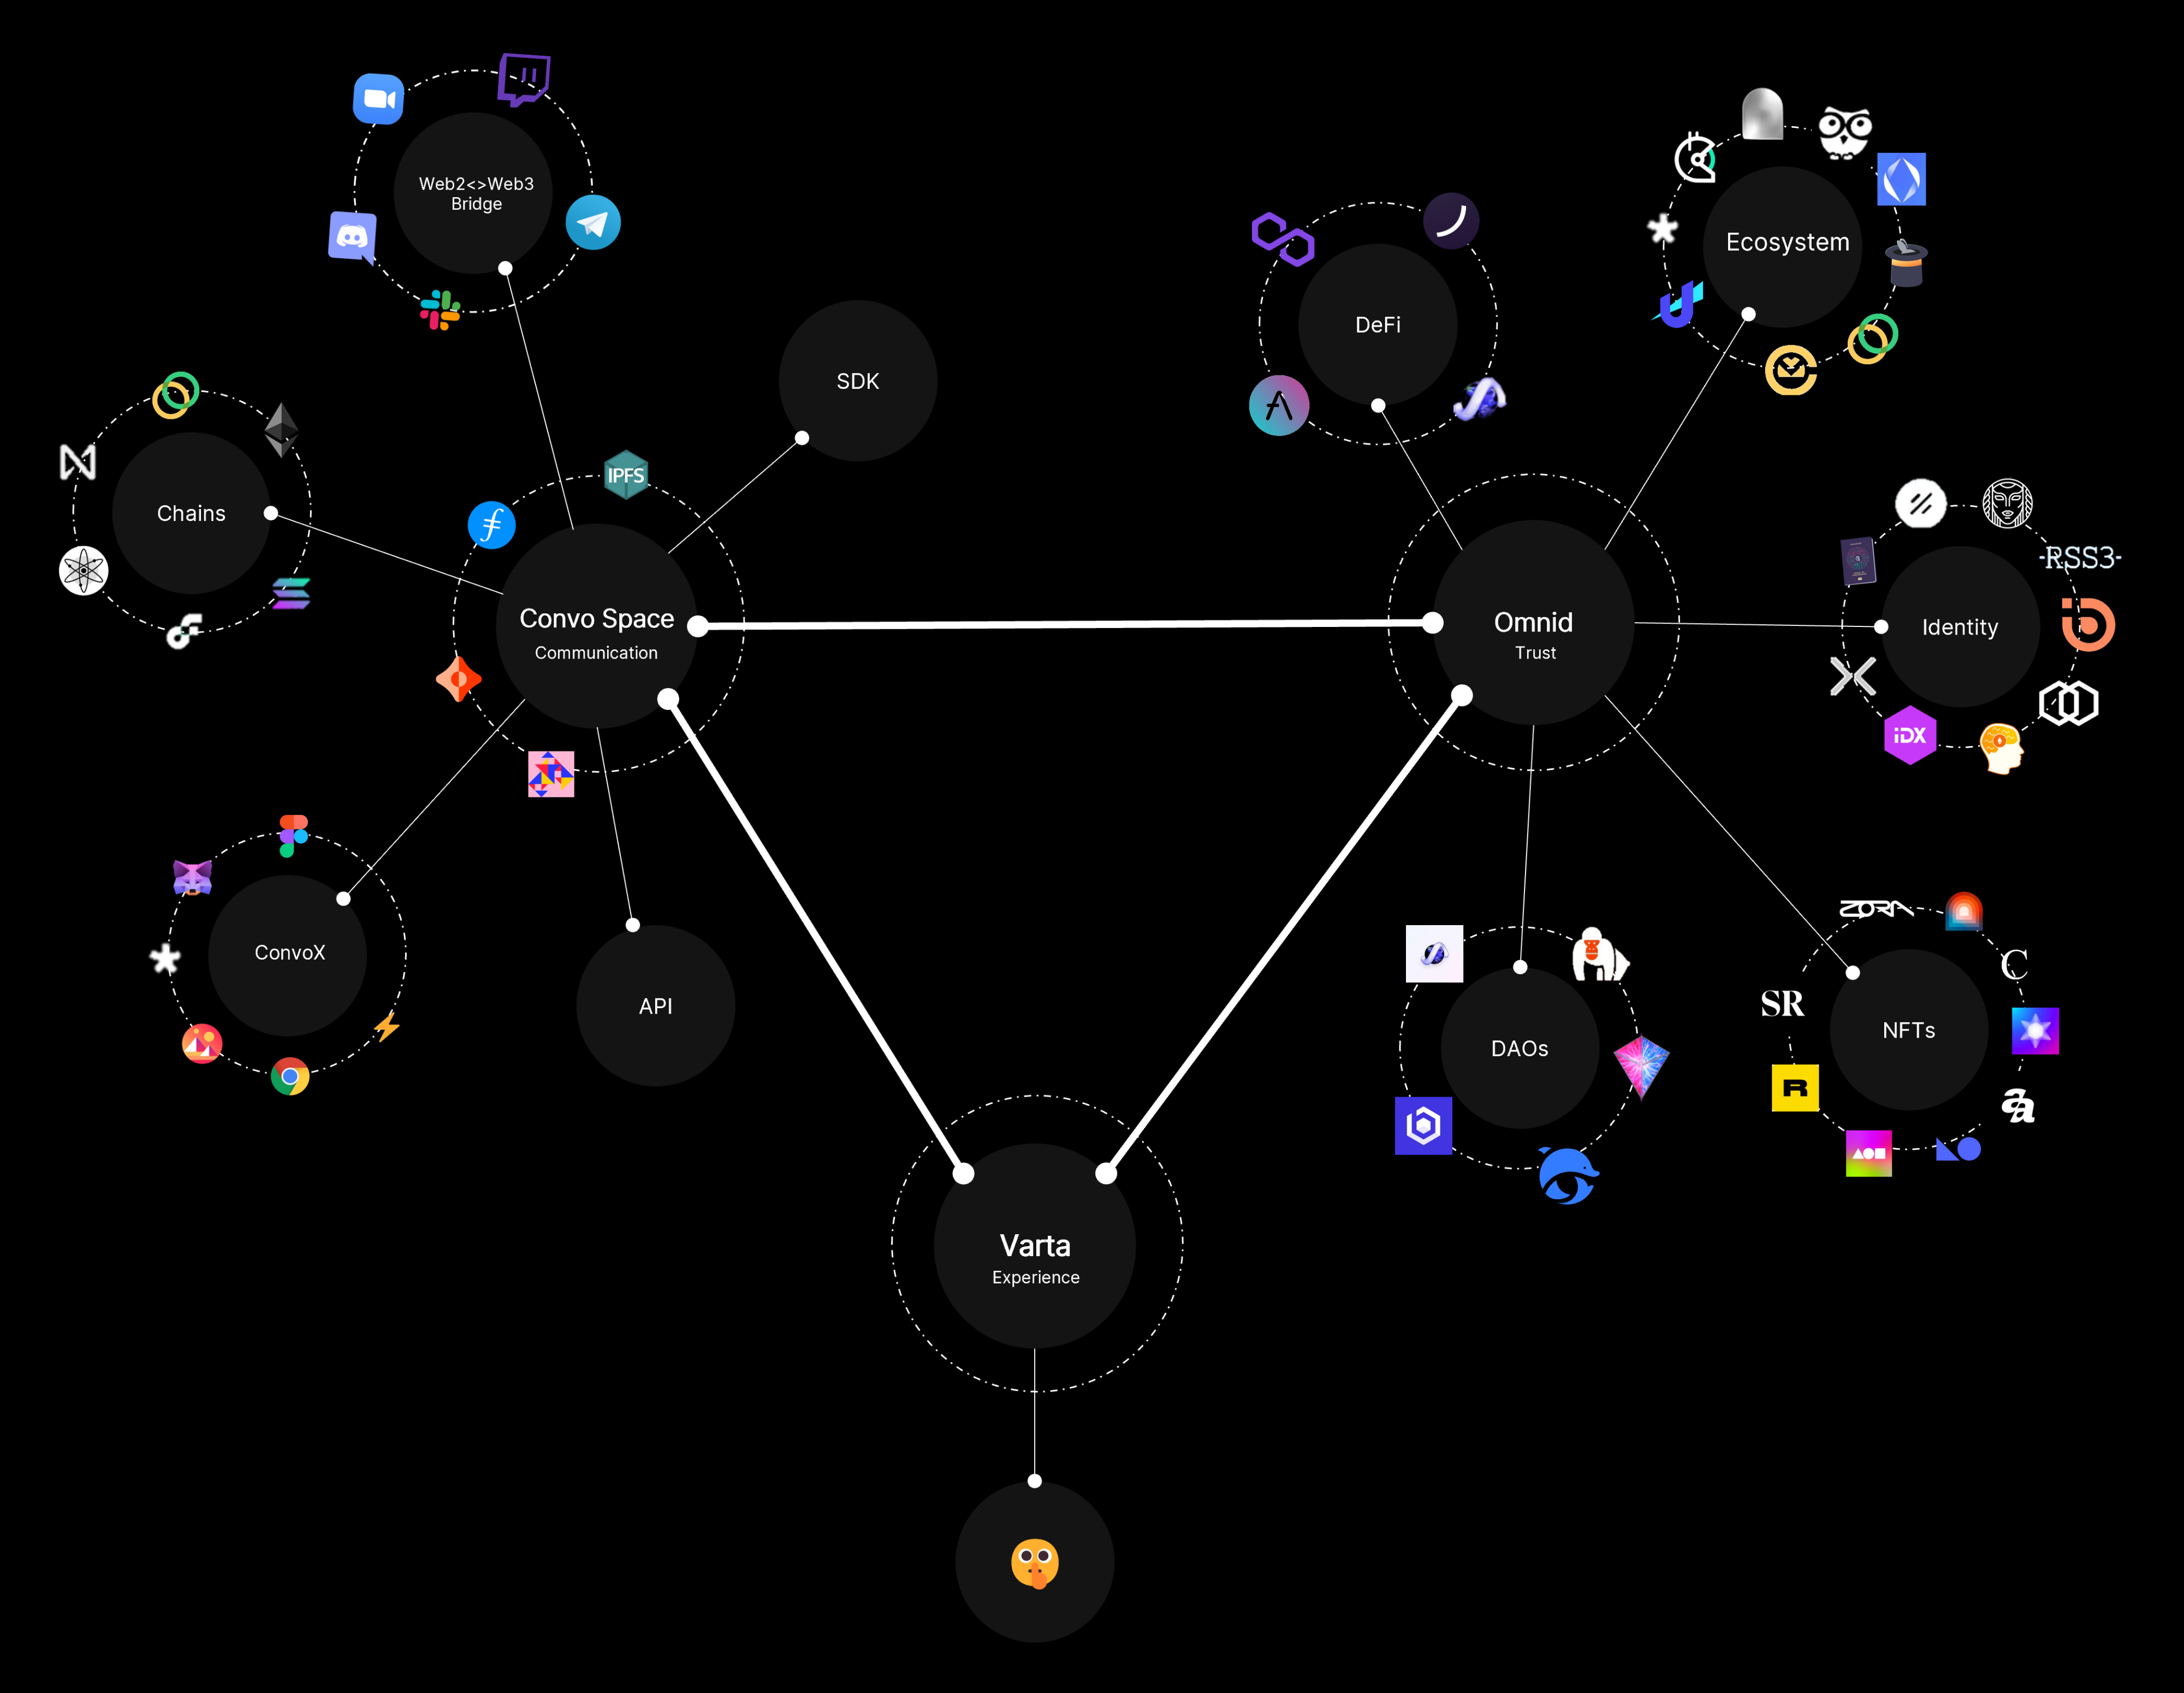 Web2<>Web3
Bridge
SDK
DeFi
Ecosystem
Chains
IPFS
Convo Space
Communication
Omnid
Trust
Identity
-RSS3-
iDX
ConvoX
API
DAOs
NFTs
ZORA
C
SR
R
a
Varta
Experience